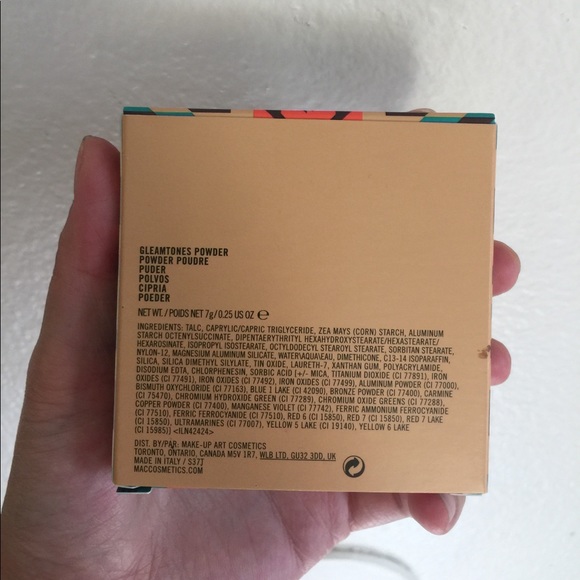 GLEAMTONES POWDER
POWDER POUDRE
PUDER
POLVOS
CIPRIA
POEDER
NET WT./POIDS NET 7g/0.25 US OZ ℮
INGREDIENTS: TALC, CAPRYLIC/CAPRIC TRIGLYCERIDE, ZEA MAYS (CORN) STARCH, ALUMINUM
STARCH OCTENYLSUCCINATE, DIPENTAERYTHRITYL HEXAHYDROXYSTEARATE/HEXASTEARATE/
HEXAROSINATE, ISOPROPYL ISOSTEARATE, OCTYLDODECYL STEAROYL STEARATE, SORBITAN STEARATE,
NYLON-12, MAGNESIUM ALUMINUM SILICATE, WATER\AQUA\EAU, DIMETHICONE, C13-14 ISOPARAFFIN,
SILICA, SILICA DIMETHYL SILYLATE, TIN OXIDE, LAURETH-7, XANTHAN GUM, POLYACRYLAMIDE,
DISODIUM EDTA, CHLORPHENESIN, SORBIC ACID [+/- MICA, TITANIUM DIOXIDE (CI 77891), IRON
OXIDES (CI 77491), IRON OXIDES (CI 77492), IRON OXIDES (CI 77499), ALUMINUM POWDER (CI 77000),
BISMUTH OXYCHLORIDE (CI 77163), BLUE 1 LAKE (CI 42090), BRONZE POWDER (CI 77400), CARMINE
(CI 75470), CHROMIUM HYDROXIDE GREEN (CI 77289), CHROMIUM OXIDE GREENS (CI 77288),
COPPER POWDER (CI 77400), MANGANESE VIOLET (CI 77742), FERRIC AMMONIUM FERROCYANIDE
(CI 77510), FERRIC FERROCYANIDE (CI 77510), RED 6 (CI 15850), RED 6 LAKE (CI 15850), RED 7 LAKE
(CI 15850), ULTRAMARINES (CI 77007), YELLOW 5 LAKE (CI 19140), YELLOW 6 LAKE
(CI 15985)] <ILN42424>
DIST. BY/PAR: MAKE-UP ART COSMETICS
TORONTO, ONTARIO, CANADA M5V 1R7, WLB LTD, GU32 3DD, UK
MADE IN ITALY / S37J
MACCOSMETICS.COM